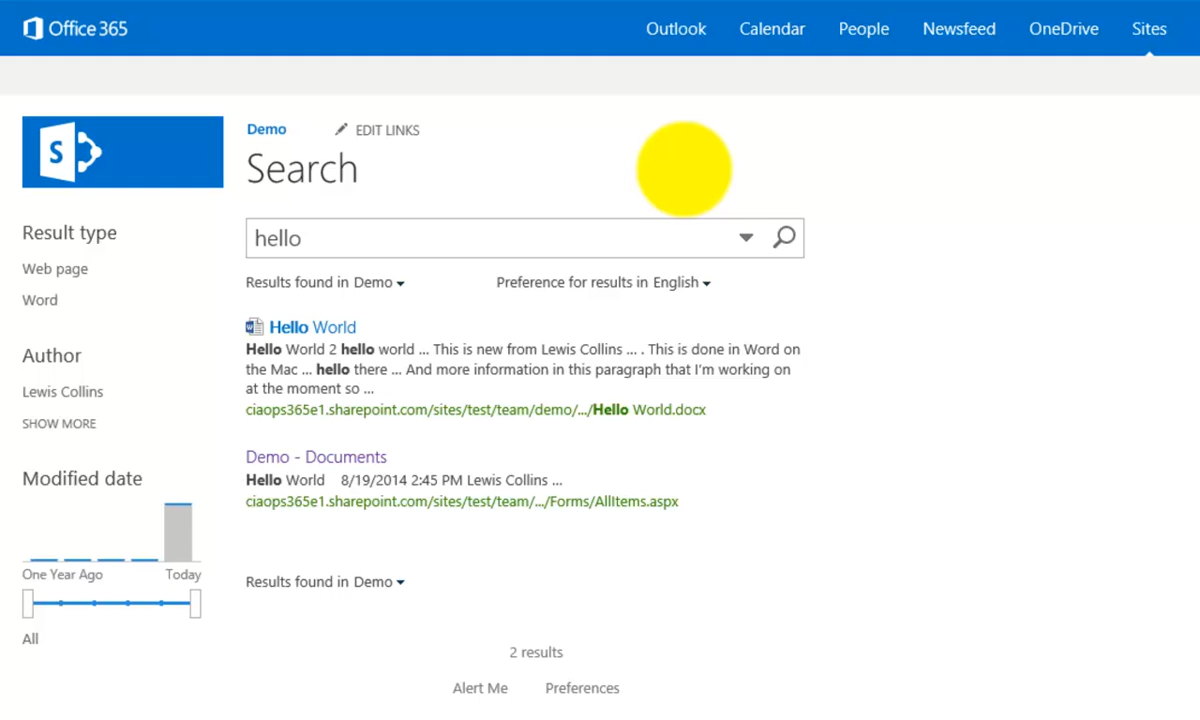 Office 365
Outlook Calendar People Newsfeed OneDrive Sites
S
Demo EDIT LINKS
Search
hello
Results found in Demo Preference for results in English
Result type
Web page
Word
Author
Lewis Collins
SHOW MORE
Modified date
One Year Ago Today
All
Hello World
Hello World 2 hello world ... This is new from Lewis Collins ... . This is done in Word on
the Mac ... hello there ... And more information in this paragraph that I'm working on
at the moment so ...
ciaops365e1.sharepoint.com/sites/test/team/demo/.../Hello World.docx
Demo - Documents
Hello World 8/19/2014 2:45 PM Lewis Collins ...
ciaops365e1.sharepoint.com/sites/test/team/.../Forms/AllItems.aspx
Results found in Demo
2 results
Alert Me Preferences